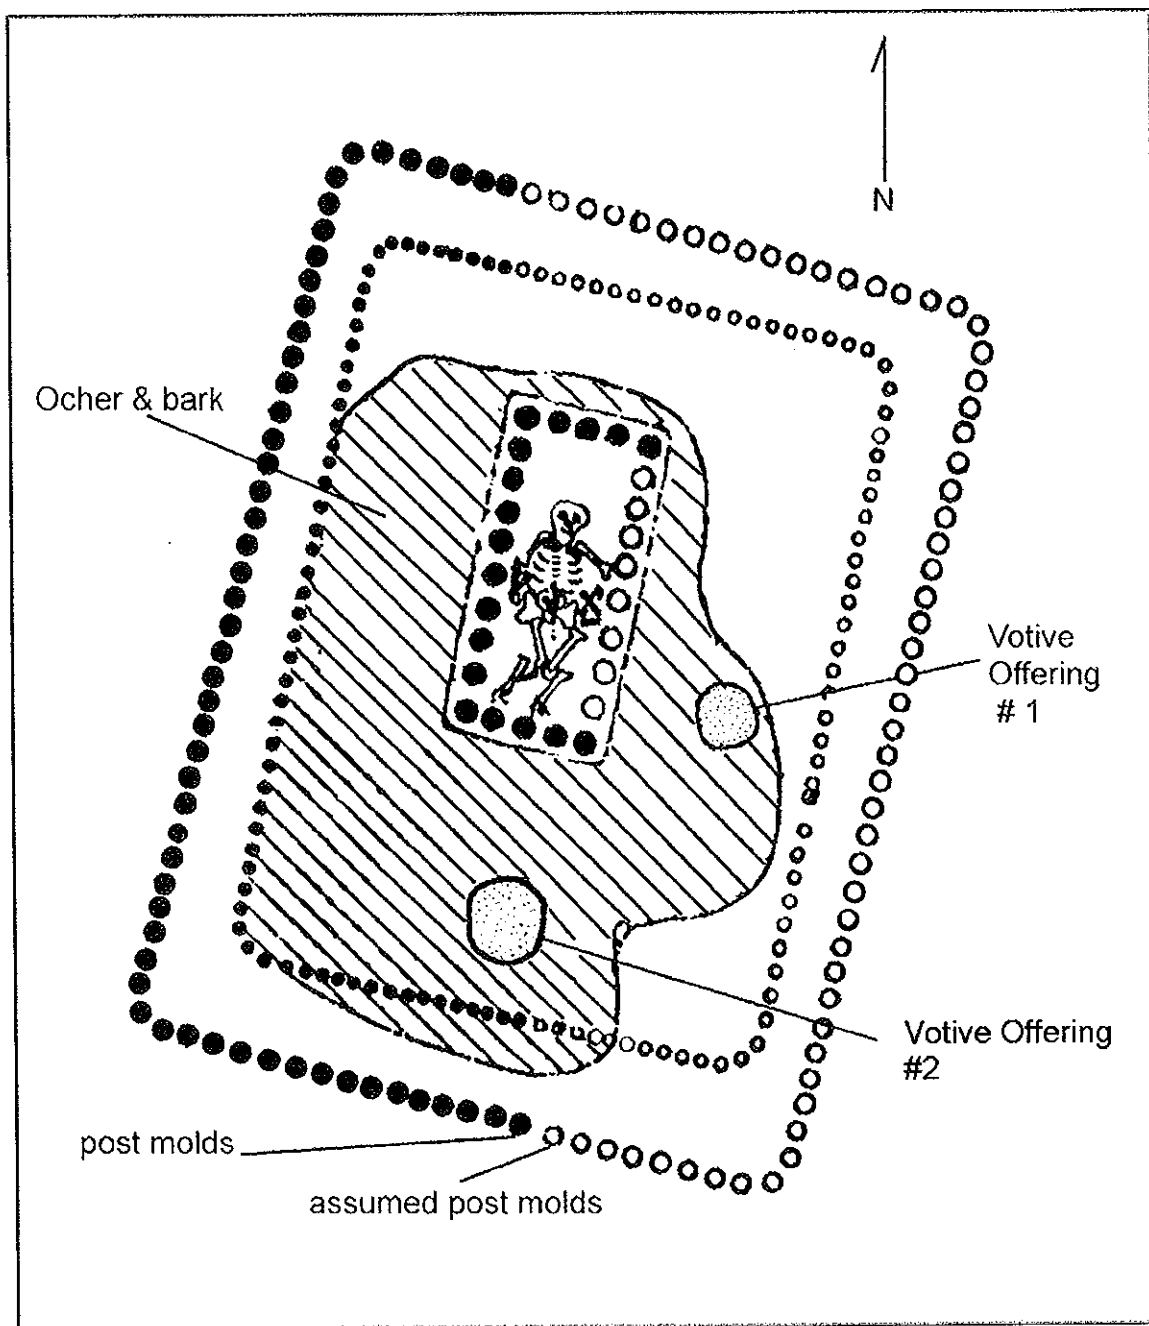 N
Ocher & bark
Votive
Offering
# 1
Votive Offering
#2
post molds
assumed post molds